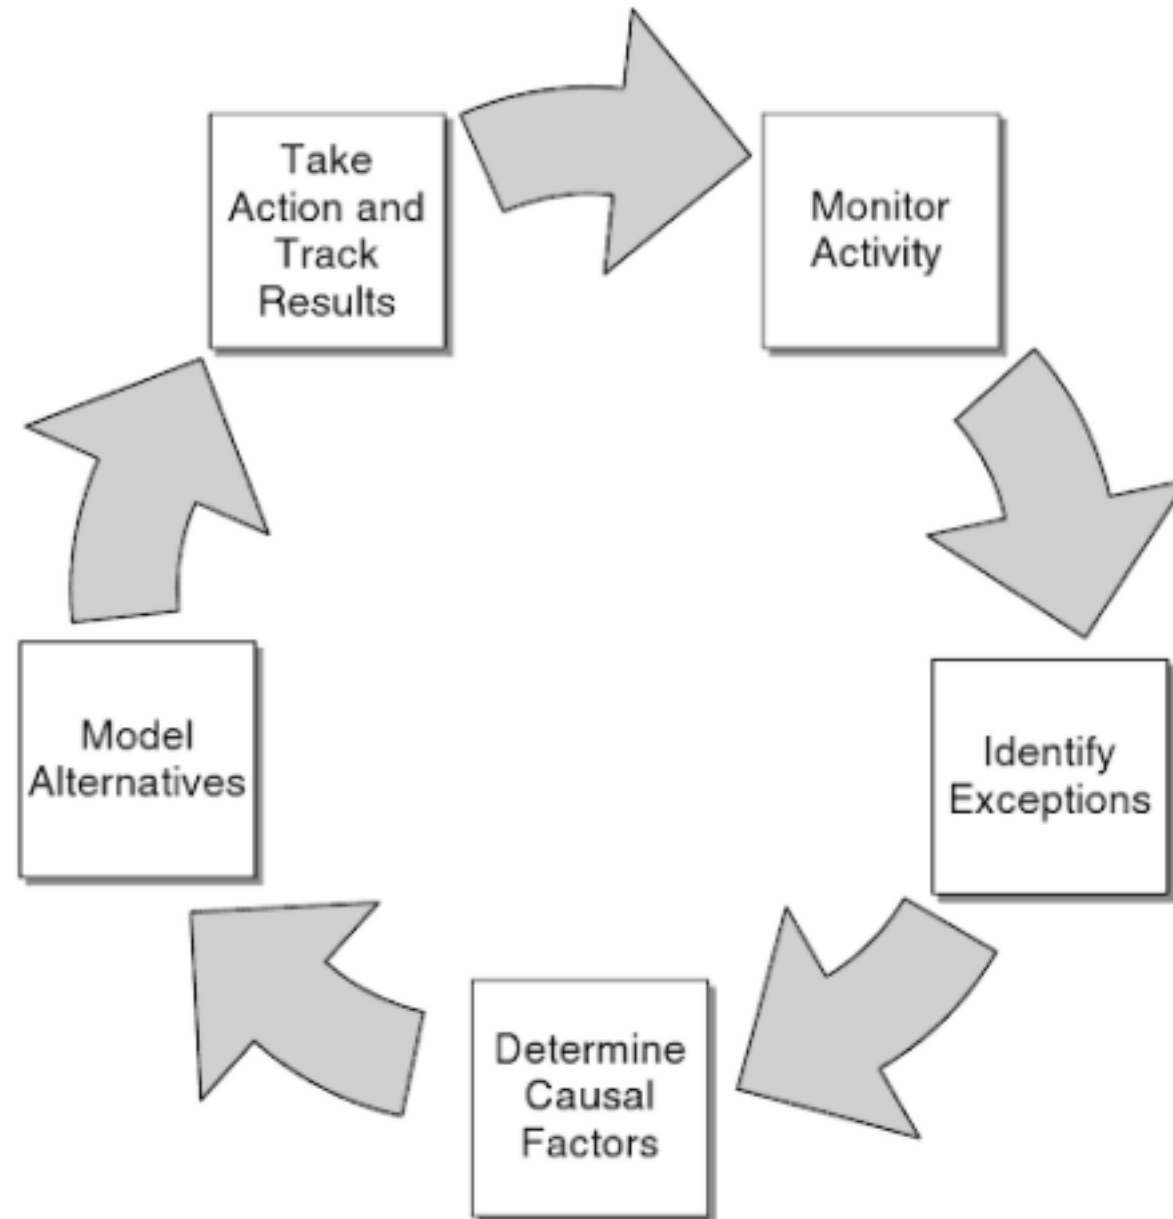 Take
Action and
Track
Results
Monitor
Activity
Identify
Exceptions
Determine
Causal
Factors
Model
Alternatives